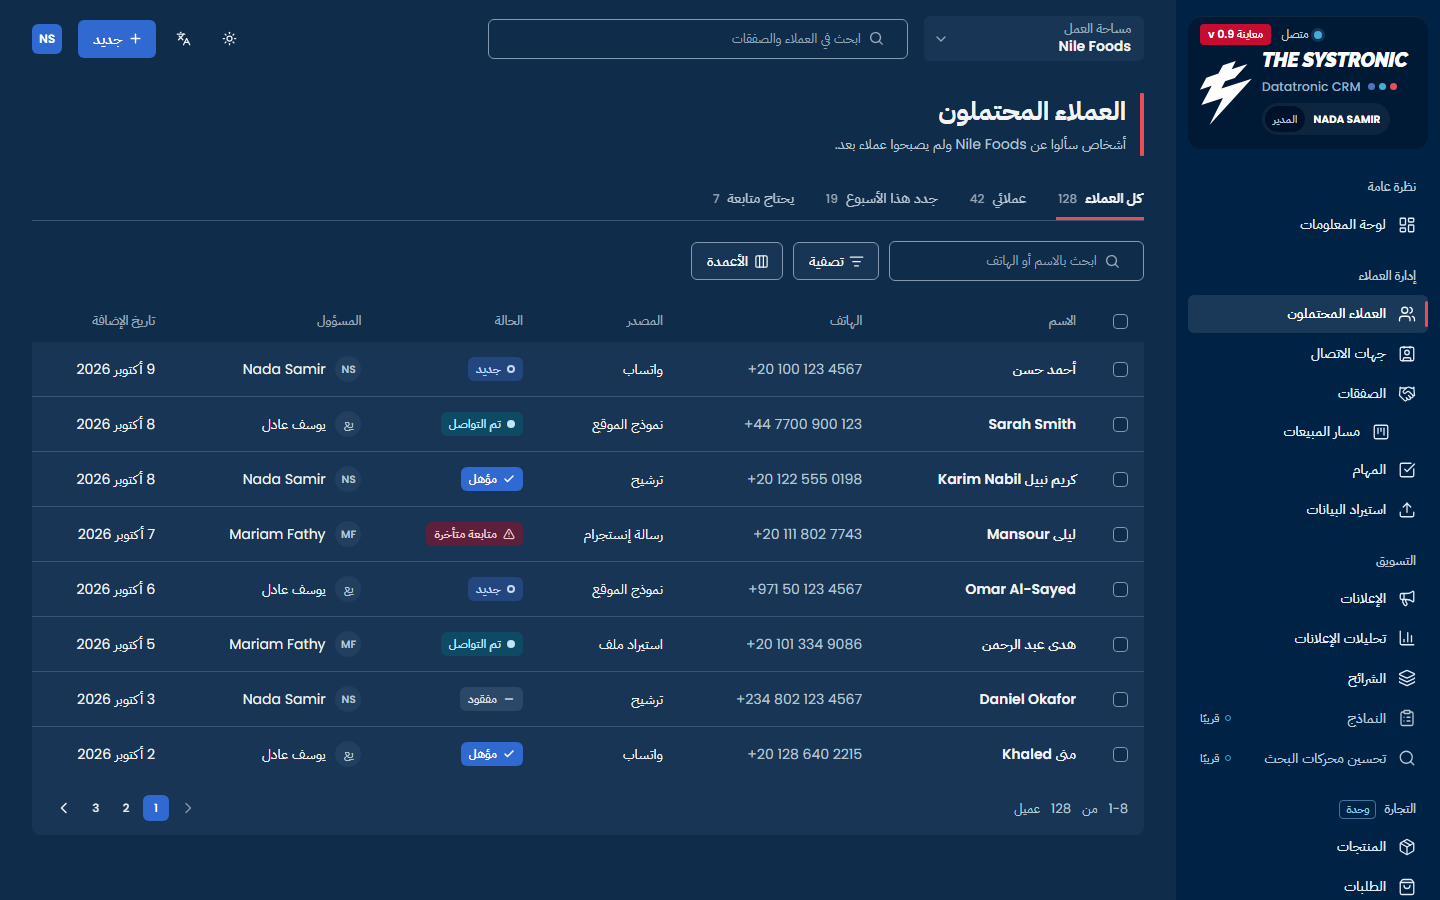 متصل
معاينة v 0.9
THE SYSTRONIC
Datatronic CRM
NADA SAMIR المدير
نظرة عامة
لوحة المعلومات
إدارة العملاء
العملاء المحتملون
جهات الاتصال
الصفقات
مسار المبيعات
المهام
استيراد البيانات
التسويق
الإعلانات
تحليلات الإعلانات
الشرائح
النماذج قريبًا
تحسين محركات البحث قريبًا
التجارة وحدة
المنتجات
الطلبات
مساحة العمل
Nile Foods
ابحث في العملاء والصفقات
جديد
NS
العملاء المحتملون
أشخاص سألوا عن Nile Foods ولم يصبحوا عملاء بعد.
كل العملاء 128 عملائي 42 جدد هذا الأسبوع 19 يحتاج متابعة 7
ابحث بالاسم أو الهاتف تصفية الأعمدة
الاسم الهاتف المصدر الحالة المسؤول تاريخ الإضافة
أحمد حسن +20 100 123 4567 واتساب جديد NS Nada Samir 9 أكتوبر 2026
Sarah Smith +44 7700 900 123 نموذج الموقع تم التواصل يع يوسف عادل 8 أكتوبر 2026
كريم نبيل Karim Nabil +20 122 555 0198 ترشيح مؤهل NS Nada Samir 8 أكتوبر 2026
ليلى Mansour +20 111 802 7743 رسالة إنستجرام متابعة متأخرة MF Mariam Fathy 7 أكتوبر 2026
Omar Al-Sayed +971 50 123 4567 نموذج الموقع جديد يع يوسف عادل 6 أكتوبر 2026
هدى عبد الرحمن +20 101 334 9086 استيراد ملف تم التواصل MF Mariam Fathy 5 أكتوبر 2026
Daniel Okafor +234 802 123 4567 ترشيح مفقود NS Nada Samir 3 أكتوبر 2026
منى Khaled +20 128 640 2215 واتساب مؤهل يع يوسف عادل 2 أكتوبر 2026
1-8 من 128 عميل
1 2 3